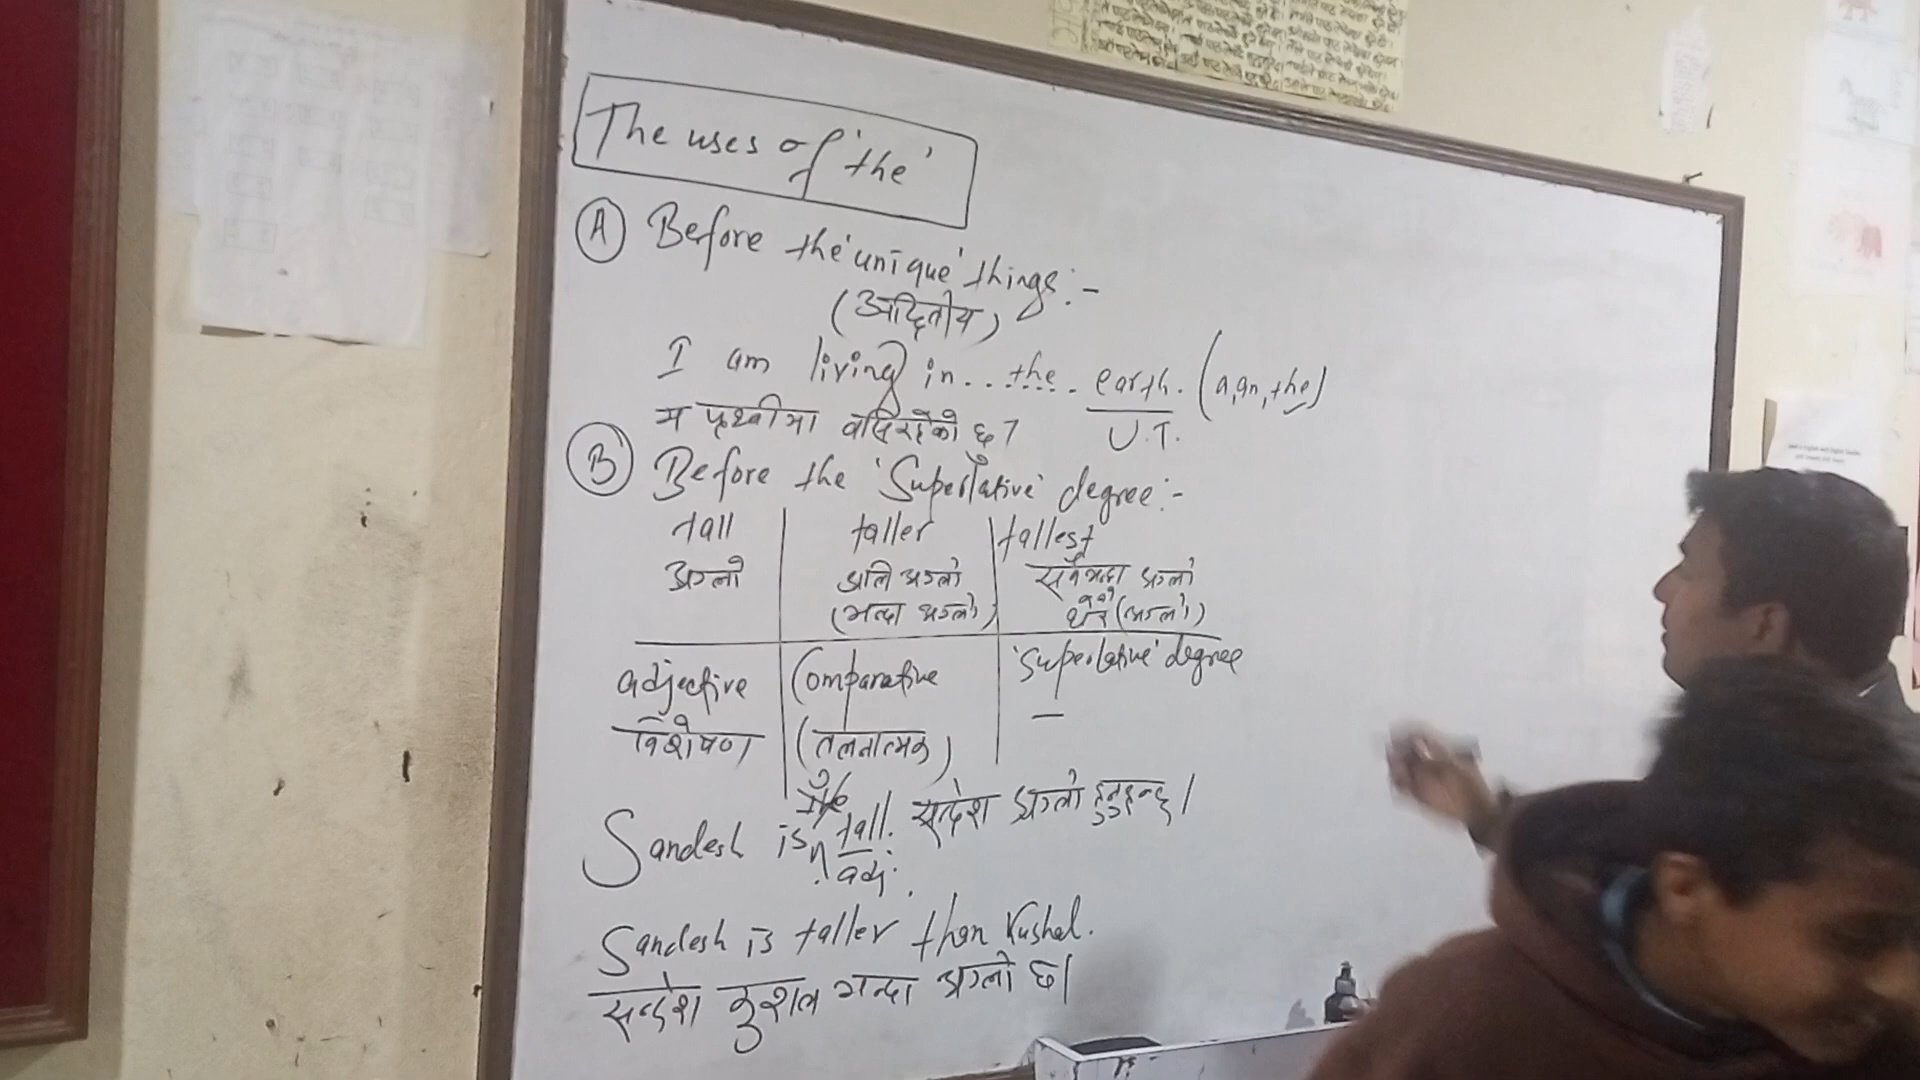 The uses of 'the'
Ⓐ Before the 'unique' things:-
(अद्वितीय)
I am living in...the... earth. (a, an, the)
म पृथ्वीमा बसिरहेको छु। U.T.
Ⓑ Before the 'Superlative' degree:-
tall taller tallest
अग्लो अलि अग्लो सबैभन्दा अग्लो
(भन्दा अग्लो) (अग्लो)
adjective Comparative 'Superlative' degree
विशेषण (तुलनात्मक) —
Sandesh is tall. सन्देश अग्लो हुनुहुन्छ।
adj.
Sandesh is taller than Kushal.
सन्देश कुशल भन्दा अग्लो छ।